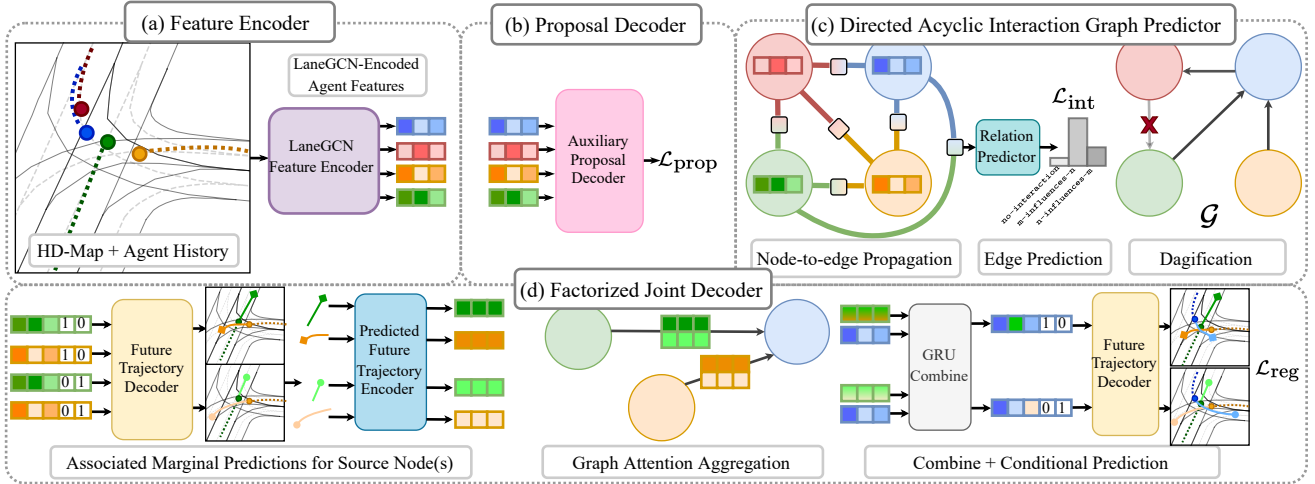 (a) Feature Encoder
LaneGCN-Encoded
Agent Features
LaneGCN
Feature Encoder
HD-Map + Agent History
(b) Proposal Decoder
Auxiliary
Proposal
Decoder
ℒprop
(c) Directed Acyclic Interaction Graph Predictor
Relation
Predictor
ℒint
no-interaction
m-influences-n
n-influences-m
X
𝒢
Node-to-edge Propagation
Edge Prediction
Dagification
(d) Factorized Joint Decoder
1 0
1 0
0 1
0 1
Future
Trajectory
Decoder
Predicted
Future
Trajectory
Encoder
Associated Marginal Predictions for Source Node(s)
Graph Attention Aggregation
GRU
Combine
1 0
0 1
Future
Trajectory
Decoder
ℒreg
Combine + Conditional Prediction